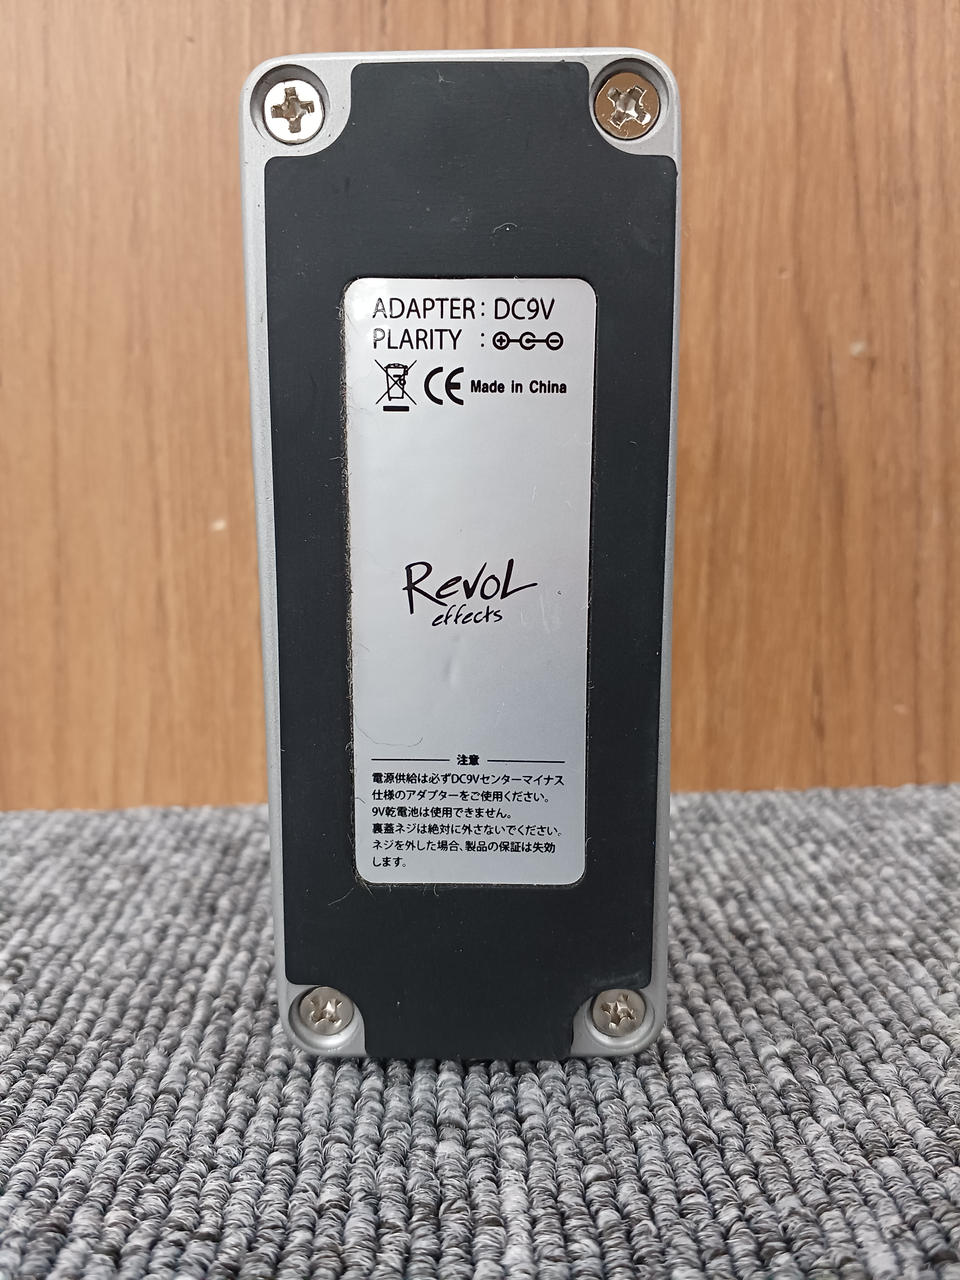 ADAPTER : DC9V
PLARITY :
CE Made in China
Revol
effects
注意
電源供給は必ずDC9Vセンターマイナス
仕様のアダプターをご使用ください。
9V乾電池は使用できません。
裏蓋ネジは絶対に外さないでください。
ネジを外した場合、製品の保証は失効
します。